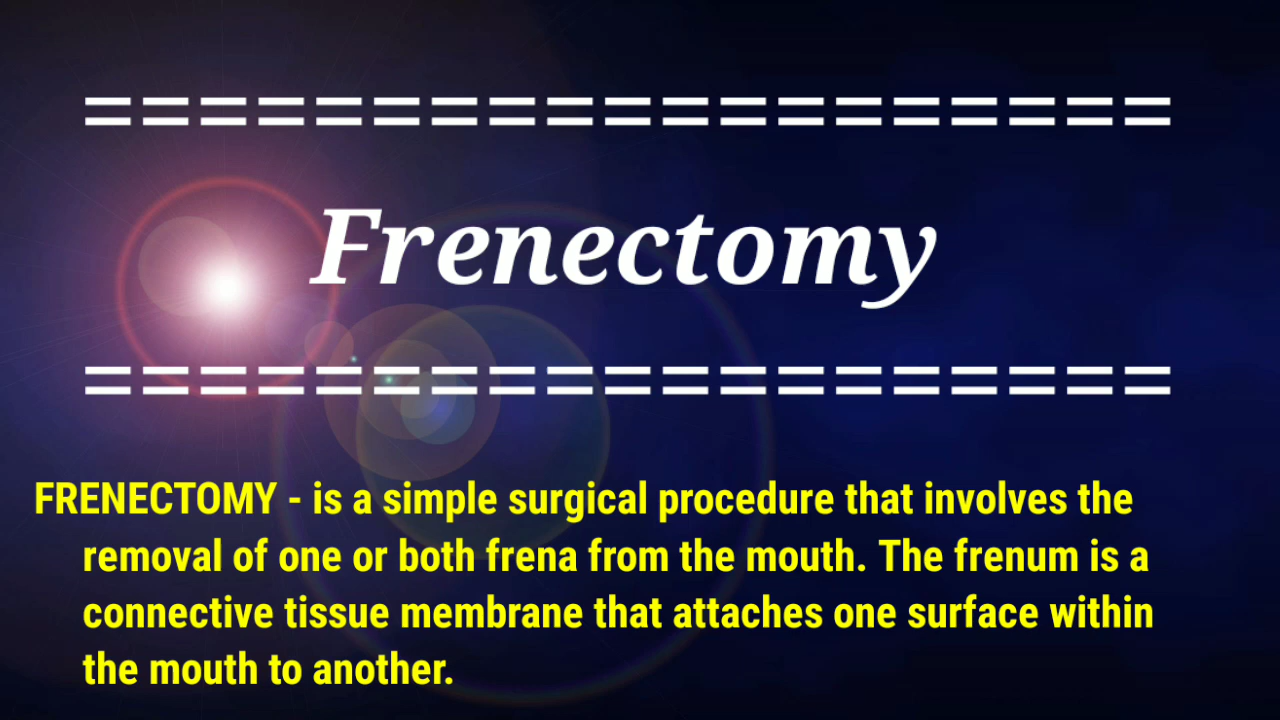 ===================
Frenectomy
===================
FRENECTOMY - is a simple surgical procedure that involves the
removal of one or both frena from the mouth. The frenum is a
connective tissue membrane that attaches one surface within
the mouth to another.